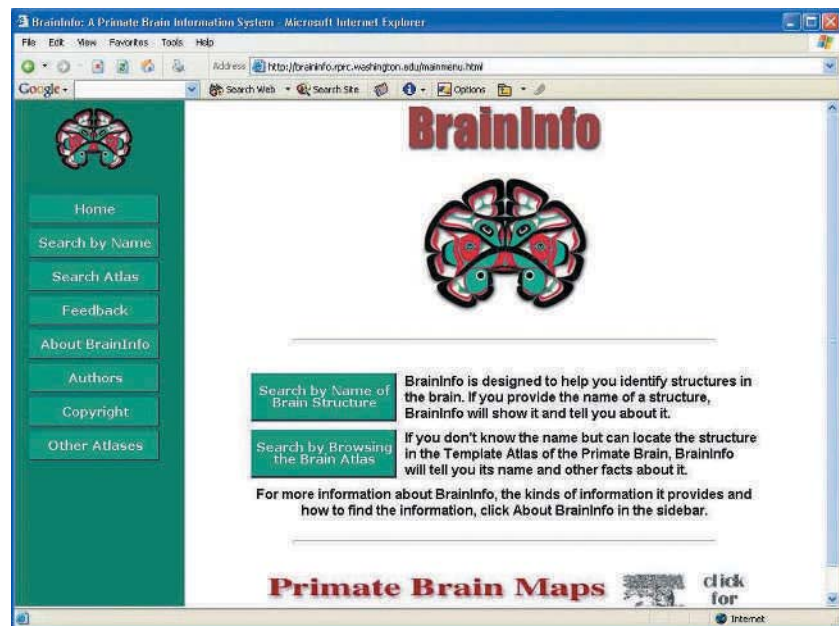 BrainInfo: A Primate Brain Information System - Microsoft Internet Explorer
File Edit View Favorites Tools Help
Address http://braininfo.rprc.washington.edu/mainmenu.html
Google Search Web Search Site Options
BrainInfo
Home
Search by Name
Search Atlas
Feedback
About BrainInfo
Authors
Copyright
Other Atlases
Search by Name of
Brain Structure
BrainInfo is designed to help you identify structures in
the brain. If you provide the name of a structure,
BrainInfo will show it and tell you about it.
Search by Browsing
the Brain Atlas
If you don't know the name but can locate the structure
in the Template Atlas of the Primate Brain, BrainInfo
will tell you its name and other facts about it.
For more information about BrainInfo, the kinds of information it provides and
how to find the information, click About BrainInfo in the sidebar.
Primate Brain Maps
click
for
Internet